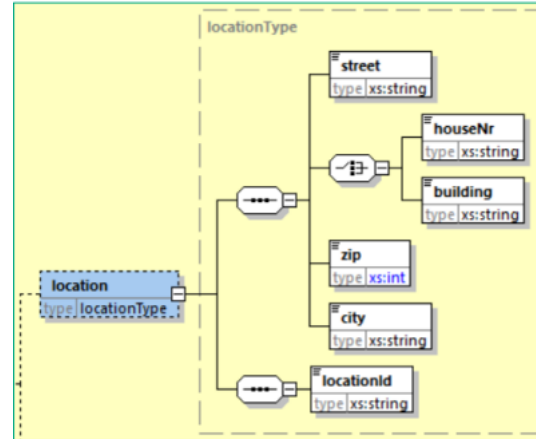 locationType
street
type xs:string
houseNr
type xs:string
building
type xs:string
zip
type xs:int
location
type locationType
city
type xs:string
locationId
type xs:string